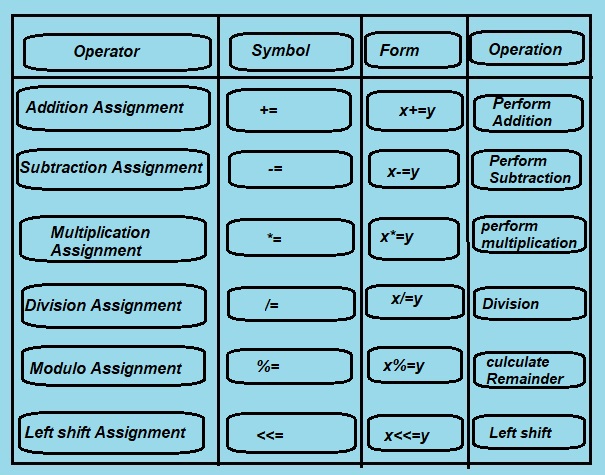 Operator Symbol Form Operation
Addition Assignment += x+=y Perform
Addition
Subtraction Assignment -= x-=y Perform
Subtraction
Multiplication
Assignment *= x*=y perform
multiplication
Division Assignment /= x/=y Division
Modulo Assignment %= x%=y culculate
Remainder
Left shift Assignment <<= x<<=y Left shift